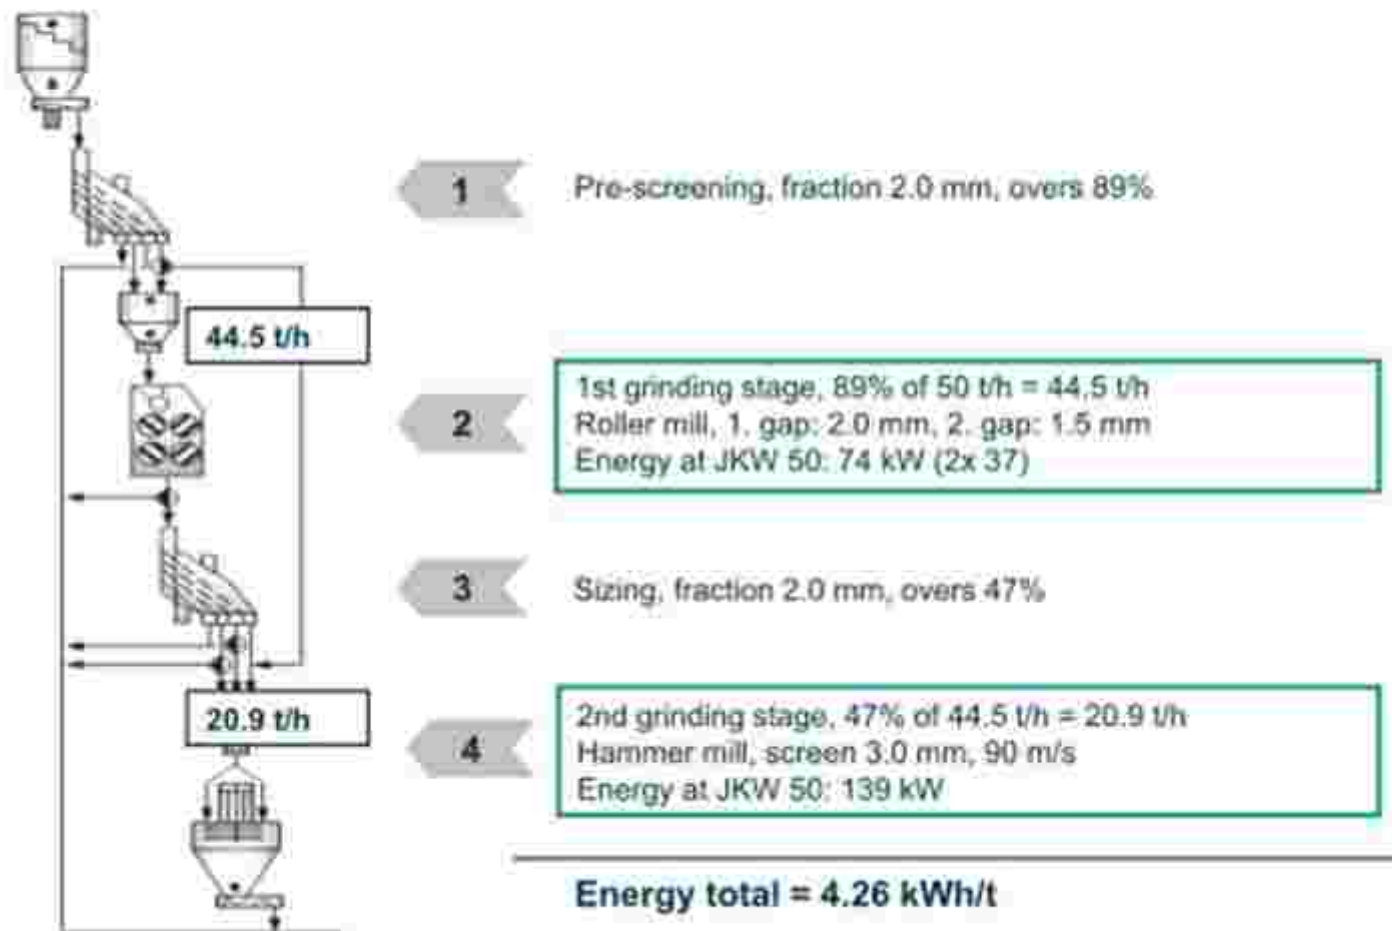 1
Pre-screening, fraction 2.0 mm, overs 89%
44.5 t/h
2
1st grinding stage, 89% of 50 t/h = 44.5 t/h
Roller mill, 1. gap: 2.0 mm, 2. gap: 1.5 mm
Energy at JKW 50: 74 kW (2x 37)
3
Sizing, fraction 2.0 mm, overs 47%
20.9 t/h
4
2nd grinding stage, 47% of 44.5 t/h = 20.9 t/h
Hammer mill, screen 3.0 mm, 90 m/s
Energy at JKW 50: 139 kW
Energy total = 4.26 kWh/t